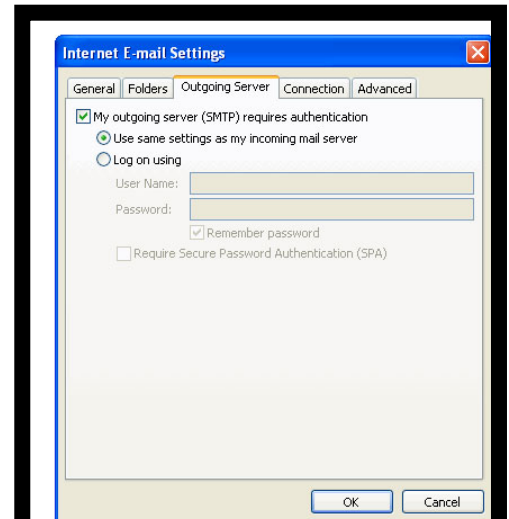 Internet E-mail Settings
General Folders Outgoing Server Connection Advanced
My outgoing server (SMTP) requires authentication
Use same settings as my incoming mail server
Log on using
User Name:
Password:
Remember password
Require Secure Password Authentication (SPA)
OK Cancel